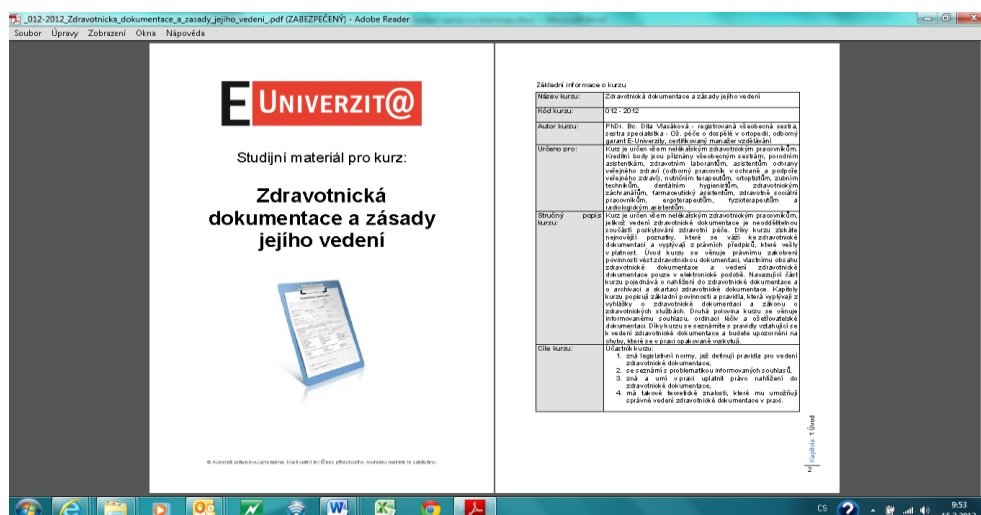 _012-2012_Zdravotnicka_dokumentace_a_zasady_jejiho_vedeni_.pdf (ZABEZPEČENÝ) - Adobe Reader
Soubor Úpravy Zobrazení Okna Nápověda
E UNIVERZIT@
Studijní materiál pro kurz:
Zdravotnická
dokumentace a zásady
jejího vedení
© Autorská práva jsou vyhrazena. Kopírování
Základní informace o kurzu
Název kurzu: Zdravotnická dokumentace a zásady jejího vedení
Kód kurzu: 012 - 2012
Autor kurzu: PhDr. Bc. Dita Vlasáková - registrovaná všeobecná sestra,
sestra specialistka - OS. péče o dospělé v ortopedii, odborný
garant E-Univerzity, certifikovaný manažer vzdělávání
Určeno pro: Kurz je určen všem nelékařským zdravotnickým pracovníkům.
Kreditní body jsou přiznány všeobecným sestrám, porodním
asistentkám, zdravotním laborantům, asistentům ochrany
veřejného zdraví (odborný pracovník v ochraně a podpoře
veřejného zdraví), nutričním terapeutům, ortoptistům, zubním
technikům, dentálním hygienistům, zdravotnickým
záchranářům, farmaceutický asistentům, zdravotně sociální
pracovníkům, ergoterapeutům, fyzioterapeutům a
radiologickým asistentům.
Stručný popis kurzu: Kurz je určen všem nelékařským zdravotnickým pracovníkům,
jelikož vedení zdravotnické dokumentace je neoddělitelnou
součástí poskytování zdravotní péče. Díky kurzu získáte
nejnovější poznatky, které se váží ke zdravotnické
dokumentaci a vyplývají z právních předpisů, které vešly
v platnost. Úvod kurzu se věnuje právnímu zakotvení
povinnosti vést zdravotnickou dokumentaci, vlastnímu obsahu
zdravotnické dokumentace a vedení zdravotnické
dokumentace pouze v elektronické podobě. Navazující část
kurzu pojednává o nahlížení do zdravotnické dokumentace a
o archivaci a skartaci zdravotnické dokumentace. Kapitoly
kurzu popisují základní povinnosti a pravidla, která vyplývají z
vyhlášky o zdravotnické dokumentaci a zákonu o
zdravotnických službách. Druhá polovina kurzu se věnuje
informovanému souhlasu, ordinaci léčiv a ošetřovatelské
dokumentaci. Díky kurzu se seznámíte s pravidly vztahující se
k vedení zdravotnické dokumentace a budete upozorněni na
chyby, které se v praxi opakovaně vyskytují.
Cíle kurzu: Účastník kurzu:
1. zná legislativní normy, jež definují pravidla pro vedení
zdravotnické dokumentace,
2. se seznámí s problematikou informovaných souhlasů,
3. zná a umí v praxi uplatnit právo nahlížení do
zdravotnické dokumentace,
4. má takové teoretické znalosti, které mu umožňují
správné vedení zdravotnické dokumentace v praxi.
Kapitola: 1 Úvod
2
CS
9:53